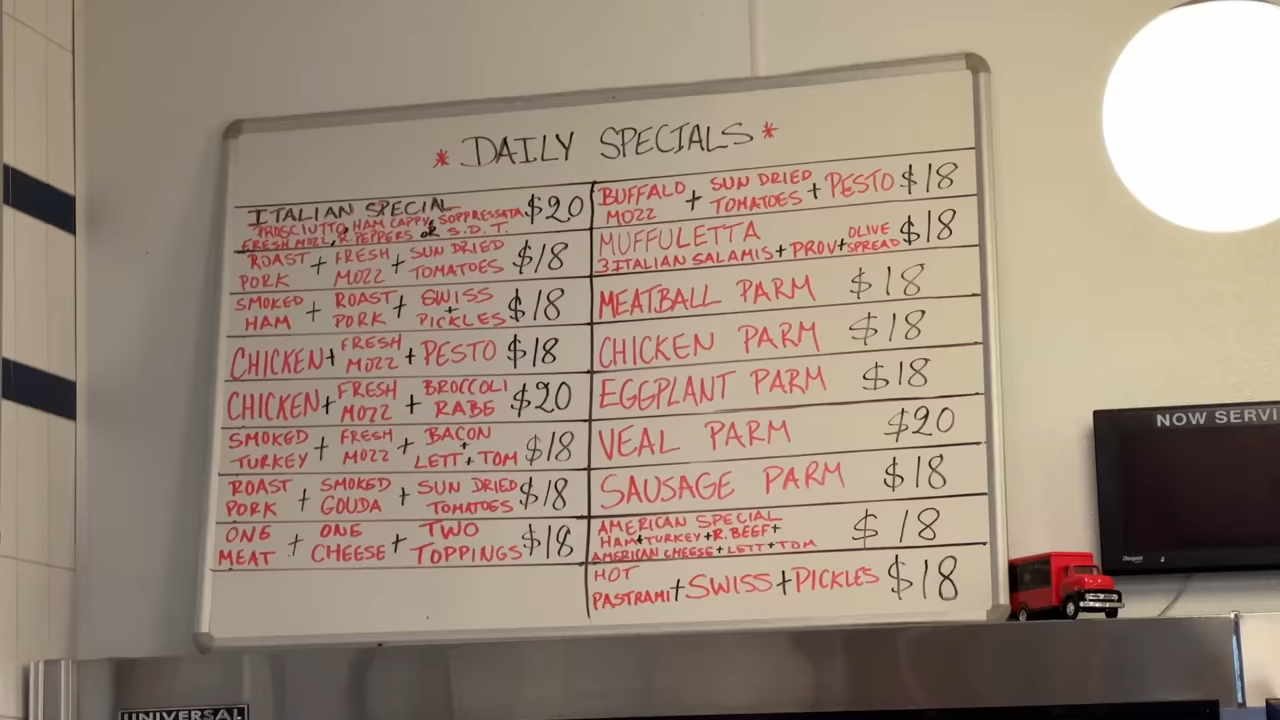 * DAILY SPECIALS *
ITALIAN SPECIAL
PROSCIUTTO, HAM CAPPY, SOPPRESSATA
FRESH MOZZ, R. PEPPERS OR S.D.T.
$20
ROAST PORK + FRESH MOZZ + SUN DRIED TOMATOES $18
SMOKED HAM + ROAST PORK + SWISS + PICKLES $18
CHICKEN + FRESH MOZZ + PESTO $18
CHICKEN + FRESH MOZZ + BROCCOLI RABE $20
SMOKED TURKEY + FRESH MOZZ + BACON + LETT + TOM $18
ROAST PORK + SMOKED GOUDA + SUN DRIED TOMATOES $18
ONE MEAT + ONE CHEESE + TWO TOPPINGS $18
BUFFALO MOZZ + SUN DRIED TOMATOES + PESTO $18
MUFFULETTA
3 ITALIAN SALAMIS + PROV + OLIVE SPREAD $18
MEATBALL PARM $18
CHICKEN PARM $18
EGGPLANT PARM $18
VEAL PARM $20
SAUSAGE PARM $18
AMERICAN SPECIAL
HAM + TURKEY + R. BEEF +
AMERICAN CHEESE + LETT + TOM
$18
HOT PASTRAMI + SWISS + PICKLES $18
NOW SERVI
Checkpoint
UNIVERSAL